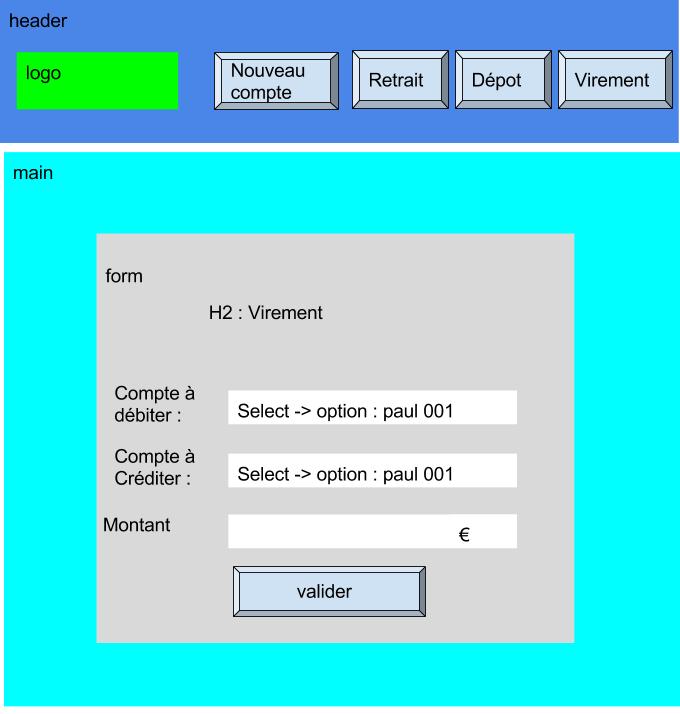 header
logo
Nouveau
compte
Retrait
Dépot
Virement
main
form
H2 : Virement
Compte à
débiter :
Select -> option : paul 001
Compte à
Créditer :
Select -> option : paul 001
Montant
€
valider